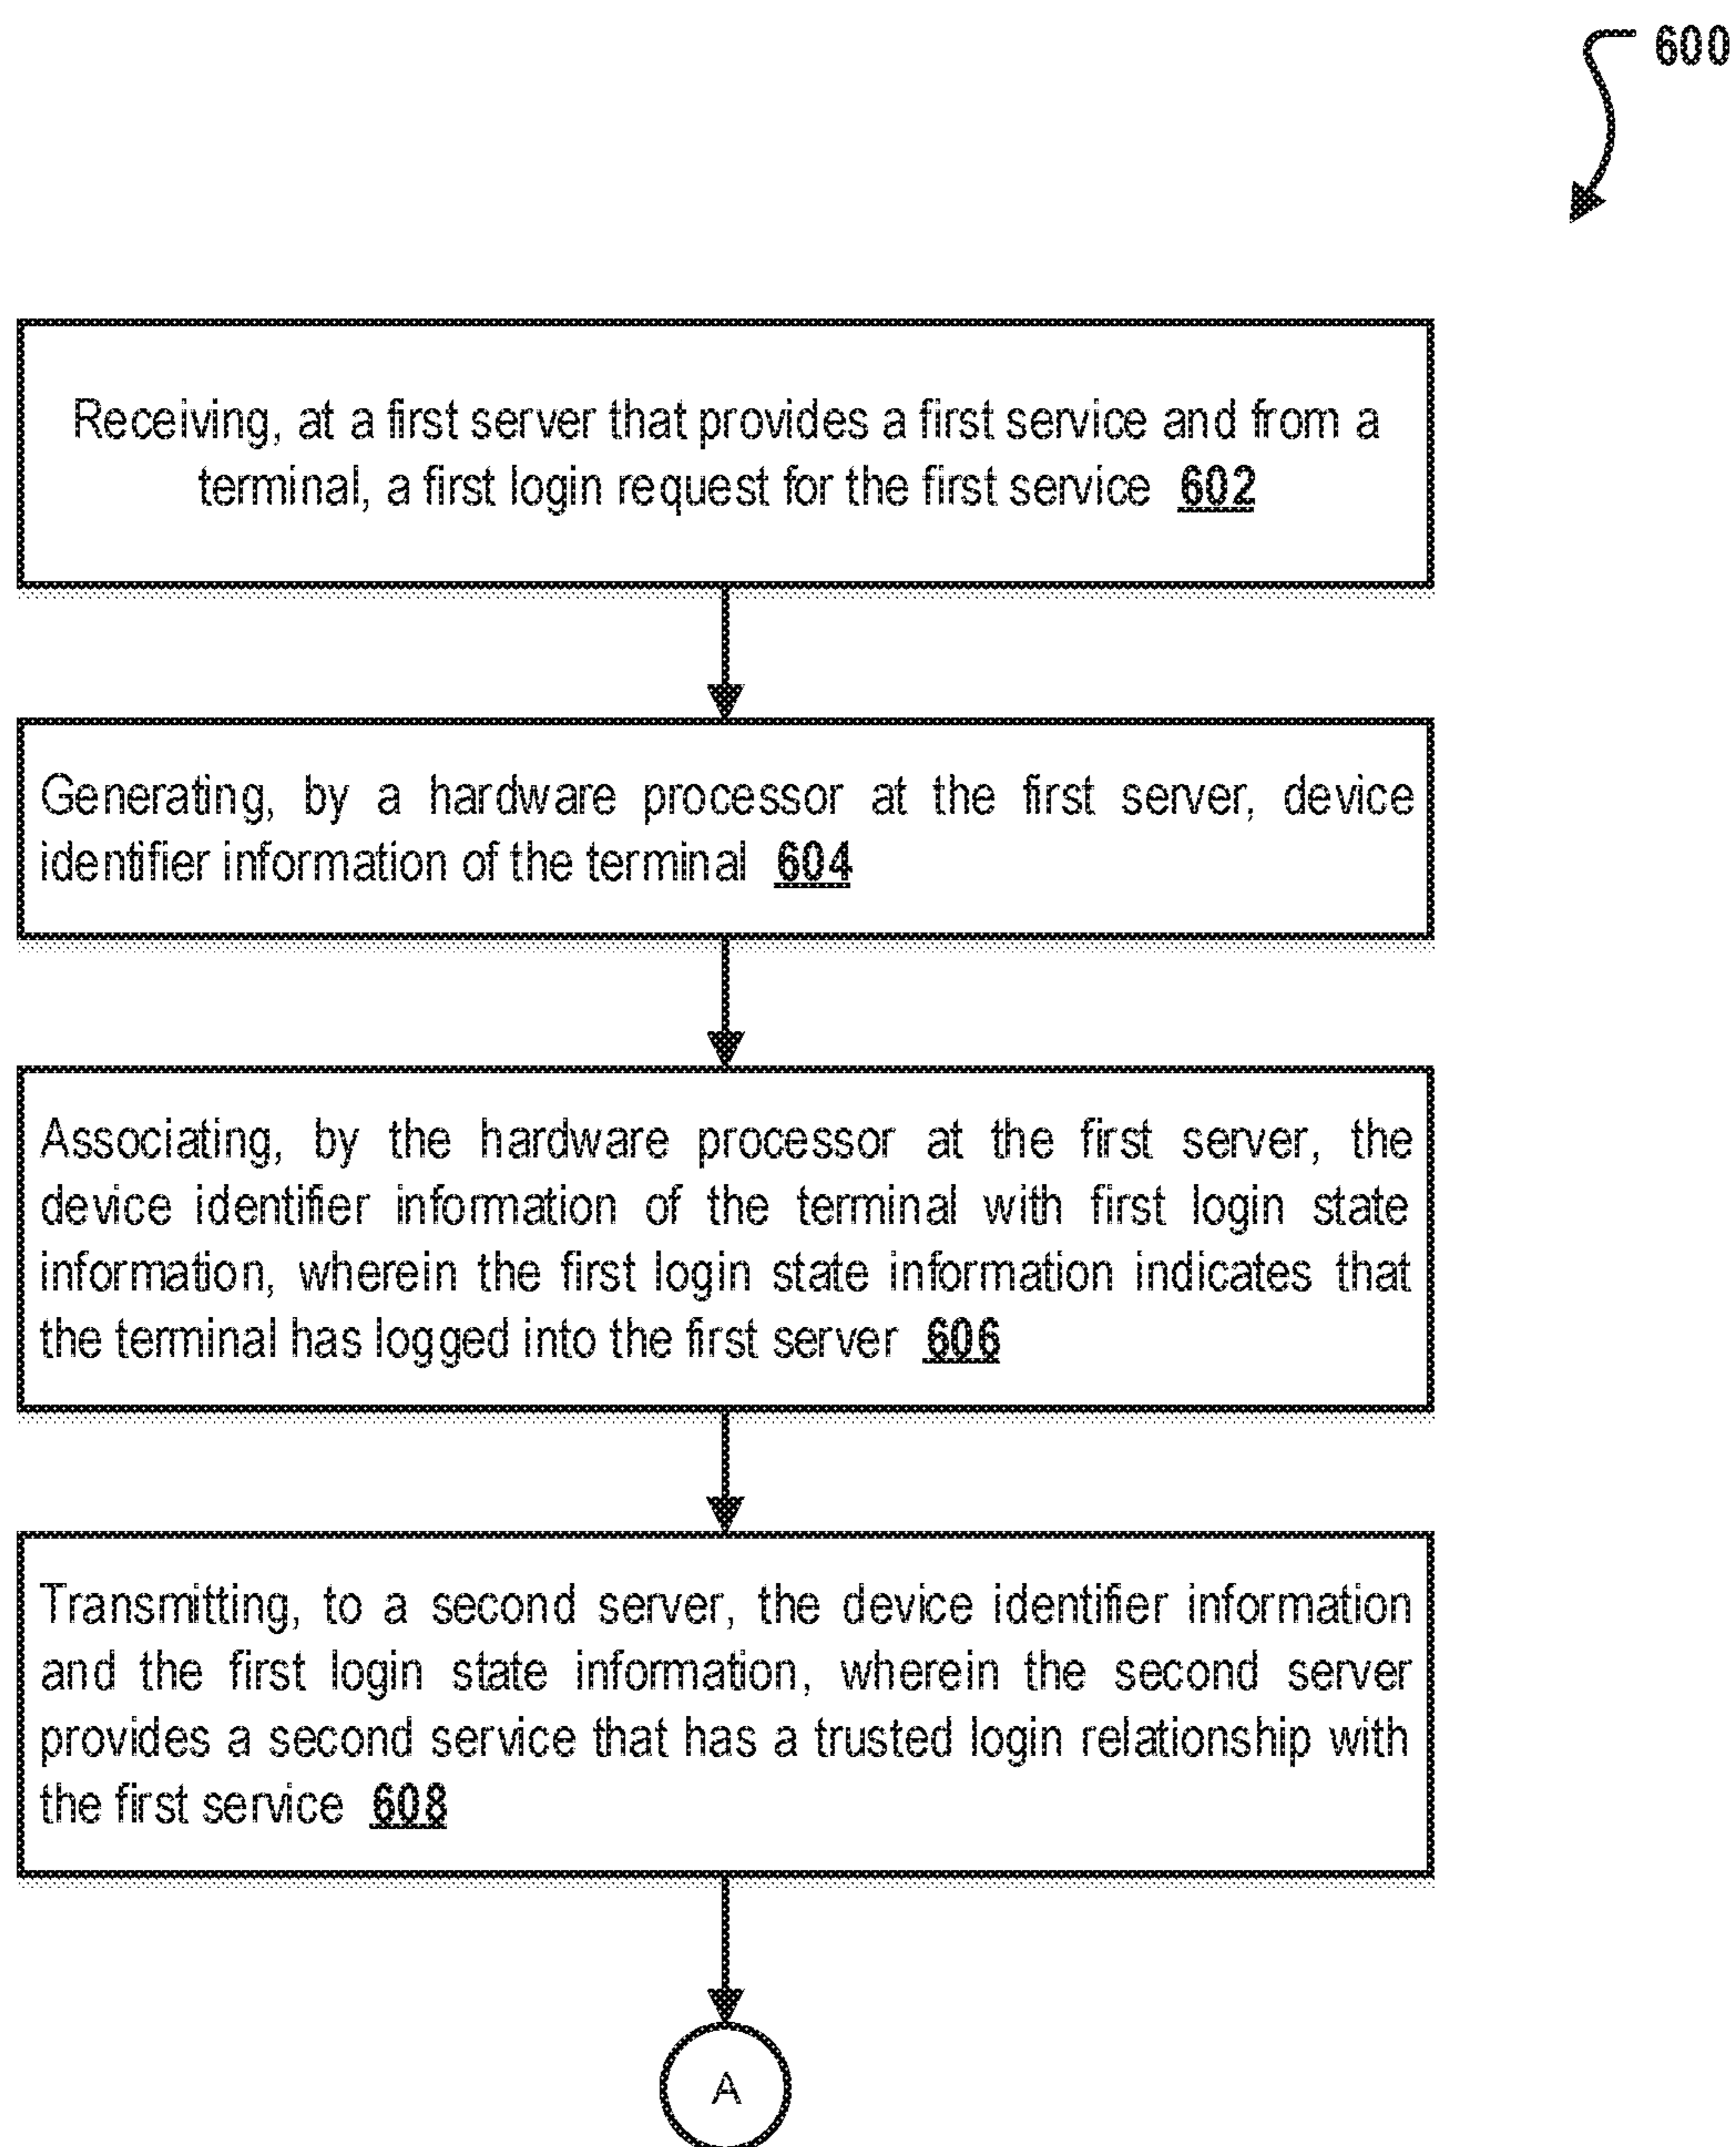 600
Receiving, at a first server that provides a first service and from a
terminal, a first login request for the first service 602
Generating, by a hardware processor at the first server, device
identifier information of the terminal 604
Associating, by the hardware processor at the first server, the
device identifier information of the terminal with first login state
information, wherein the first login state information indicates that
the terminal has logged into the first server 606
Transmitting, to a second server, the device identifier information
and the first login state information, wherein the second server
provides a second service that has a trusted login relationship with
the first service 608
A